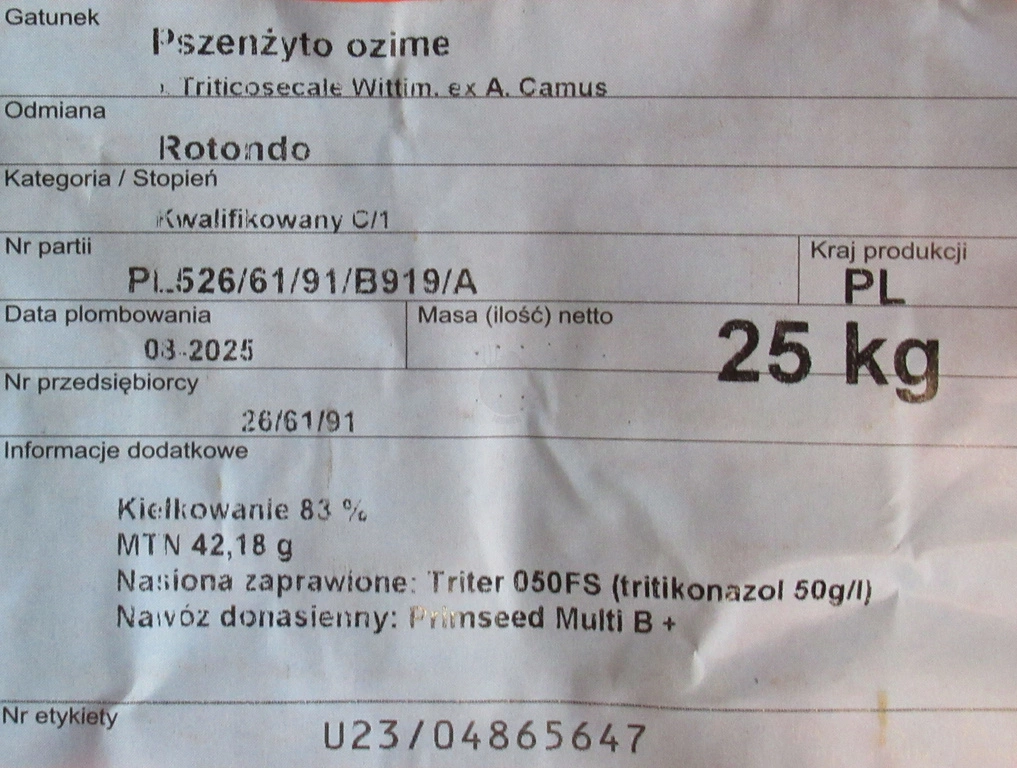 Gatunek
Pszenżyto ozime
x Triticosecale Wittm. ex A. Camus
Odmiana
Rotondo
Kategoria / Stopień
Kwalifikowany C/1
Nr partii
PL526/61/91/B919/A
Kraj produkcji
PL
Data plombowania
08-2025
Masa (ilość) netto
25 kg
Nr przedsiębiorcy
26/61/91
Informacje dodatkowe
Kiełkowanie 83 %
MTN 42,18 g
Nasiona zaprawione: Triter 050FS (tritikonazol 50g/l)
Nawóz donasienny: Primseed Multi B +
Nr etykiety
U23/04865647